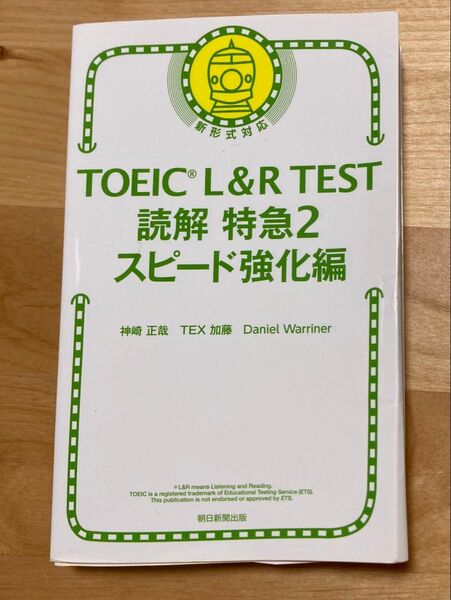 新形式対応
TOEIC® L&R TEST
読解 特急2
スピード強化編
神崎 正哉 TEX 加藤 Daniel Warriner
* L&R means Listening and Reading.
TOEIC is a registered trademark of Educational Testing Service (ETS).
This publication is not endorsed or approved by ETS.
朝日新聞出版